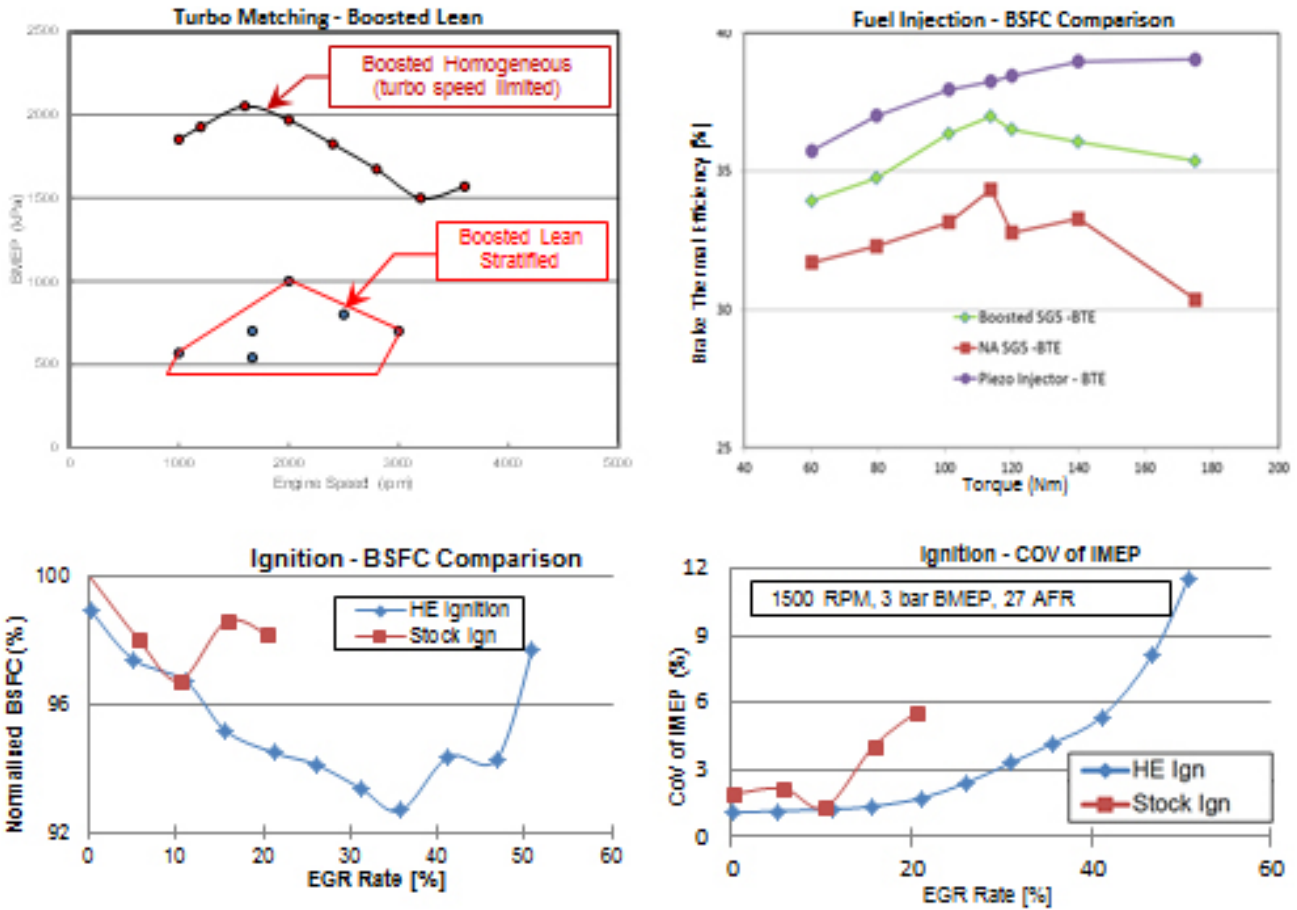 Turbo Matching - Boosted Lean
2500
2000
1500
1000
500
0
BMEP (kPa)
Boosted Homogeneous
(turbo speed limited)
Boosted Lean
Stratified
0 1000 2000 3000 4000 5000
Engine Speed (rpm)
Fuel Injection - BSFC Comparison
40
35
30
25
Brake Thermal Efficiency [%]
Boosted SG5 -BTE
NA SG5 -BTE
Piezo Injector - BTE
40 60 80 100 120 140 160 180 200
Torque (Nm)
Ignition - BSFC Comparison
100
96
92
Normalised BSFC (%)
HE Ignition
Stock Ign
0 10 20 30 40 50 60
EGR Rate [%]
Ignition - COV of IMEP
12
9
6
3
0
CoV of IMEP (%)
1500 RPM, 3 bar BMEP, 27 AFR
HE Ign
Stock Ign
0 20 40 60
EGR Rate [%]